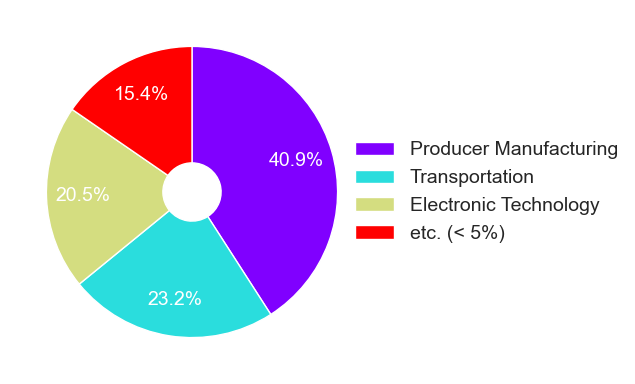 15.4%
40.9%
20.5%
23.2%
Producer Manufacturing
Transportation
Electronic Technology
etc. (< 5%)